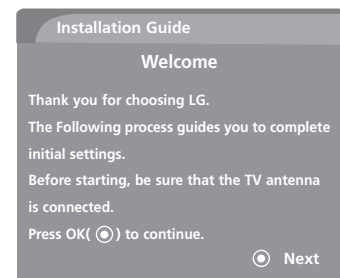 Installation Guide
Welcome
Thank you for choosing LG.
The Following process guides you to complete
initial settings.
Before starting, be sure that the TV antenna
is connected.
Press OK( ◉ ) to continue.
◉ Next